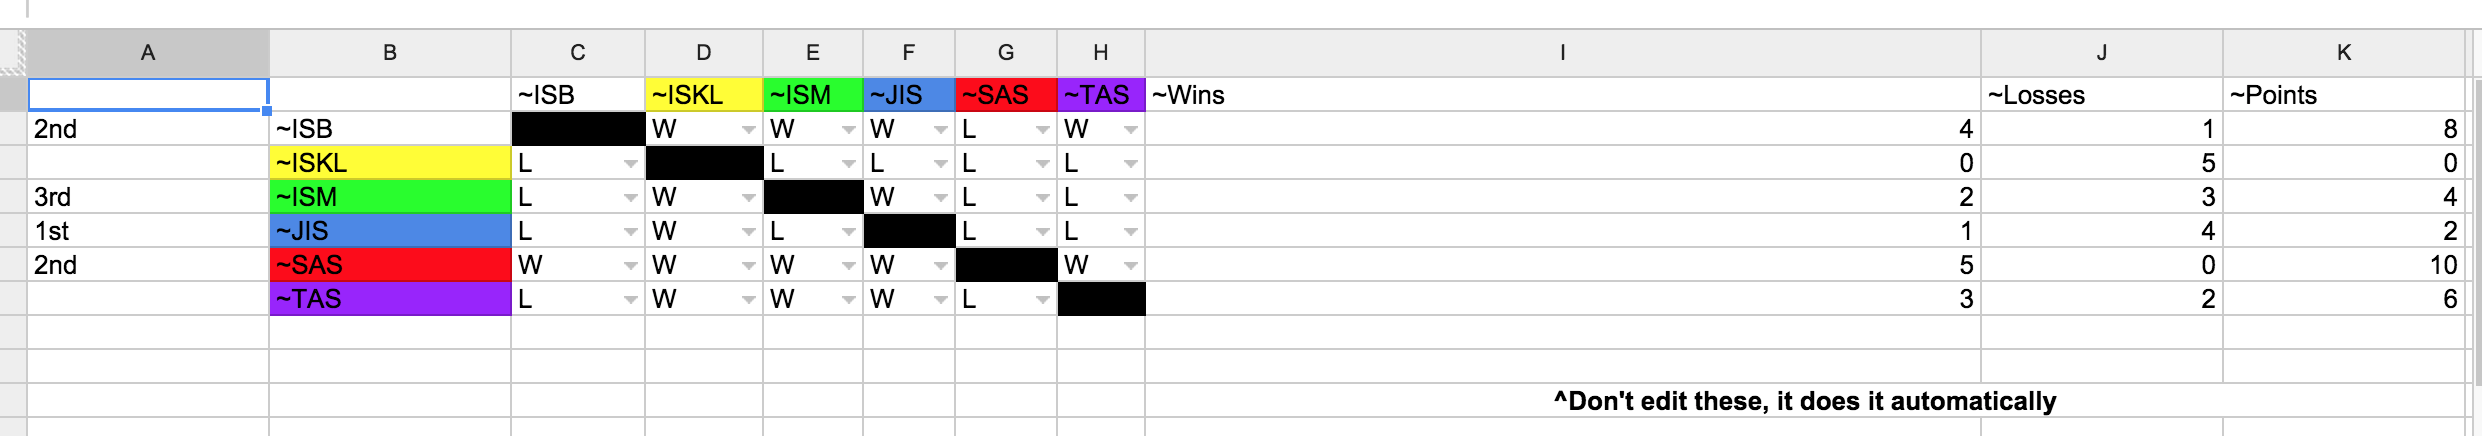 A B C D E F G H I J K
~ISB ~ISKL ~ISM ~JIS ~SAS ~TAS ~Wins ~Losses ~Points
2nd ~ISB W W W L W 4 1 8
~ISKL L L L L L 0 5 0
3rd ~ISM L W W L L 2 3 4
1st ~JIS L W L L L 1 4 2
2nd ~SAS W W W W W 5 0 10
~TAS L W W W L 3 2 6
^Don't edit these, it does it automatically